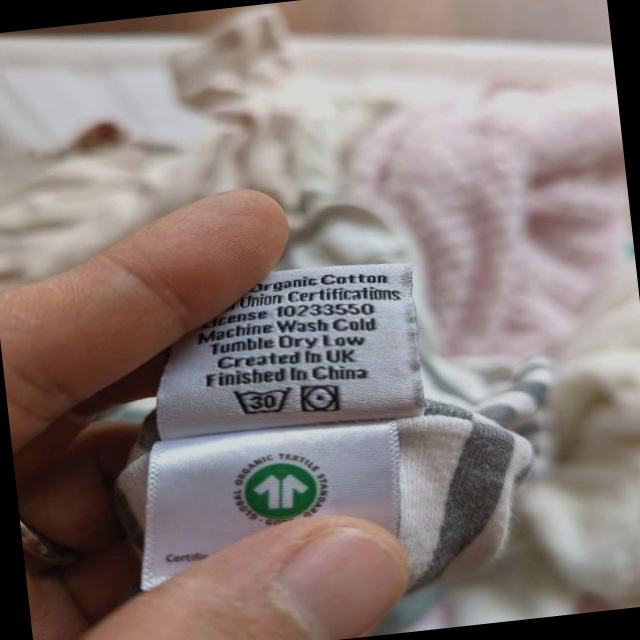 Organic Cotton
Union Certifications
License 10233550
Machine Wash Cold
Tumble Dry Low
Created In UK
Finished In China
30
GLOBAL ORGANIC TEXTILE STANDARD